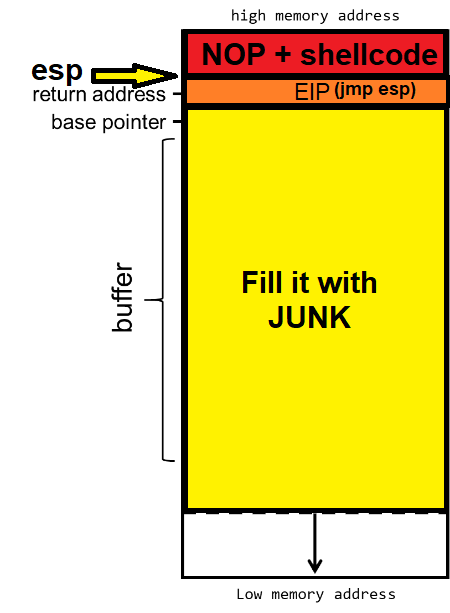 high memory address
NOP + shellcode
esp
return address
EIP (jmp esp)
base pointer
buffer
Fill it with
JUNK
Low memory address